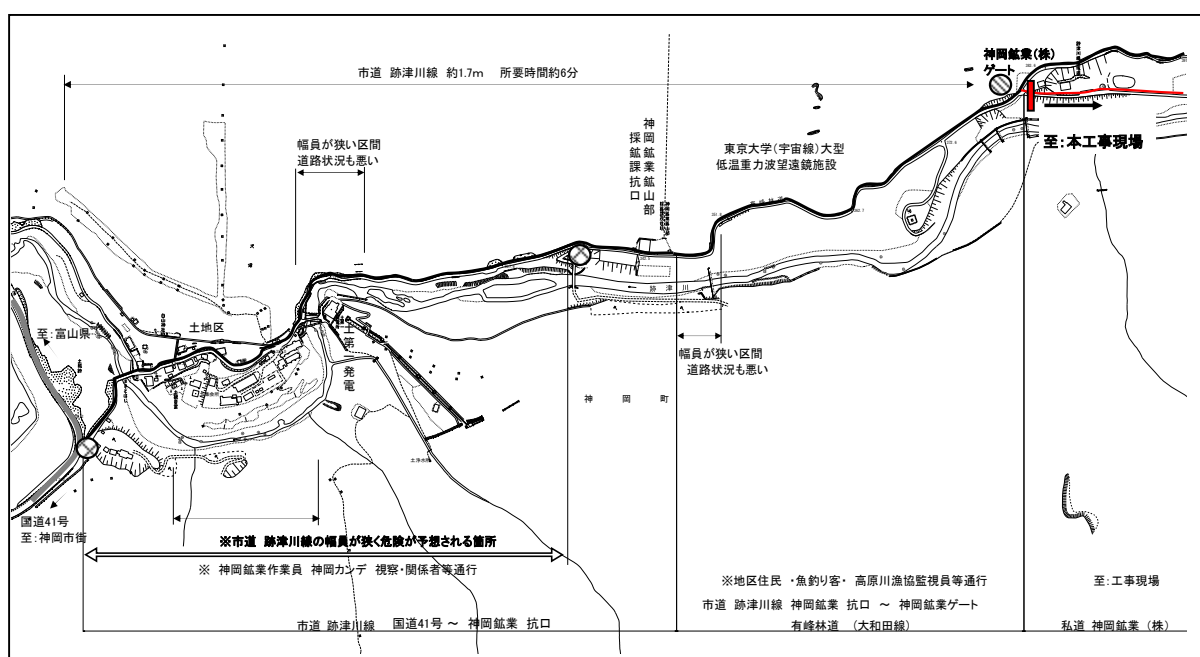 市道 跡津川線 約1.7m 所要時間約6分
神岡鉱業(株)
ゲート
至:本工事現場
幅員が狭い区間
道路状況も悪い
神岡鉱業鉱山部
採鉱課抗口
東京大学(宇宙線)大型
低温重力波望遠鏡施設
跡津川
土地区
至:富山県
土第一発電
幅員が狭い区間
道路状況も悪い
神岡町
国道41号
至:神岡市街
※市道 跡津川線の幅員が狭く危険が予想される箇所
※ 神岡鉱業作業員 神岡カンデ 視察・関係者等通行
※地区住民 ・魚釣り客・ 高原川漁協監視員等通行
至:工事現場
市道 跡津川線 神岡鉱業 抗口 ～ 神岡鉱業ゲート
市道 跡津川線 国道41号 ～ 神岡鉱業 抗口
有峰林道 (大和田線)
私道 神岡鉱業 (株)